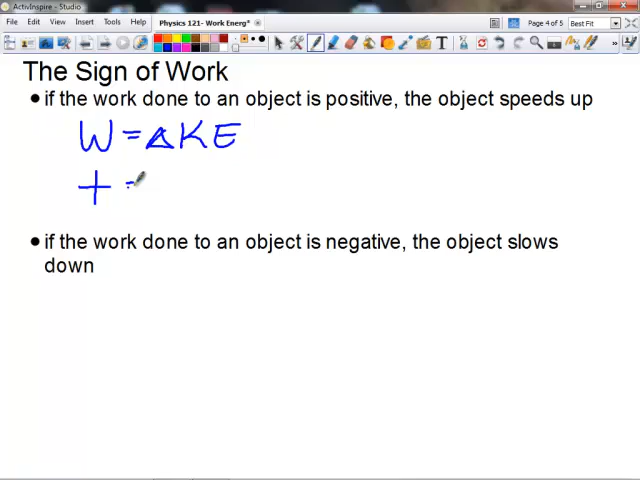 ActivInspire - Studio
File Edit View Insert Tools Help
Physics 121- Work Energ* Page 4 of 5 Best Fit
The Sign of Work
• if the work done to an object is positive, the object speeds up
W = ΔKE
+ =
• if the work done to an object is negative, the object slows
down